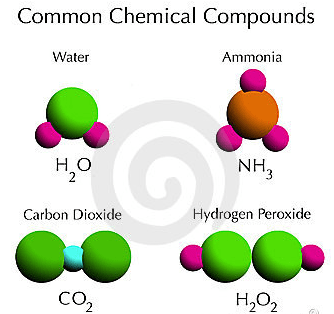 Common Chemical Compounds
Water
Ammonia
H2O
NH3
Carbon Dioxide
Hydrogen Peroxide
CO2
H2O2